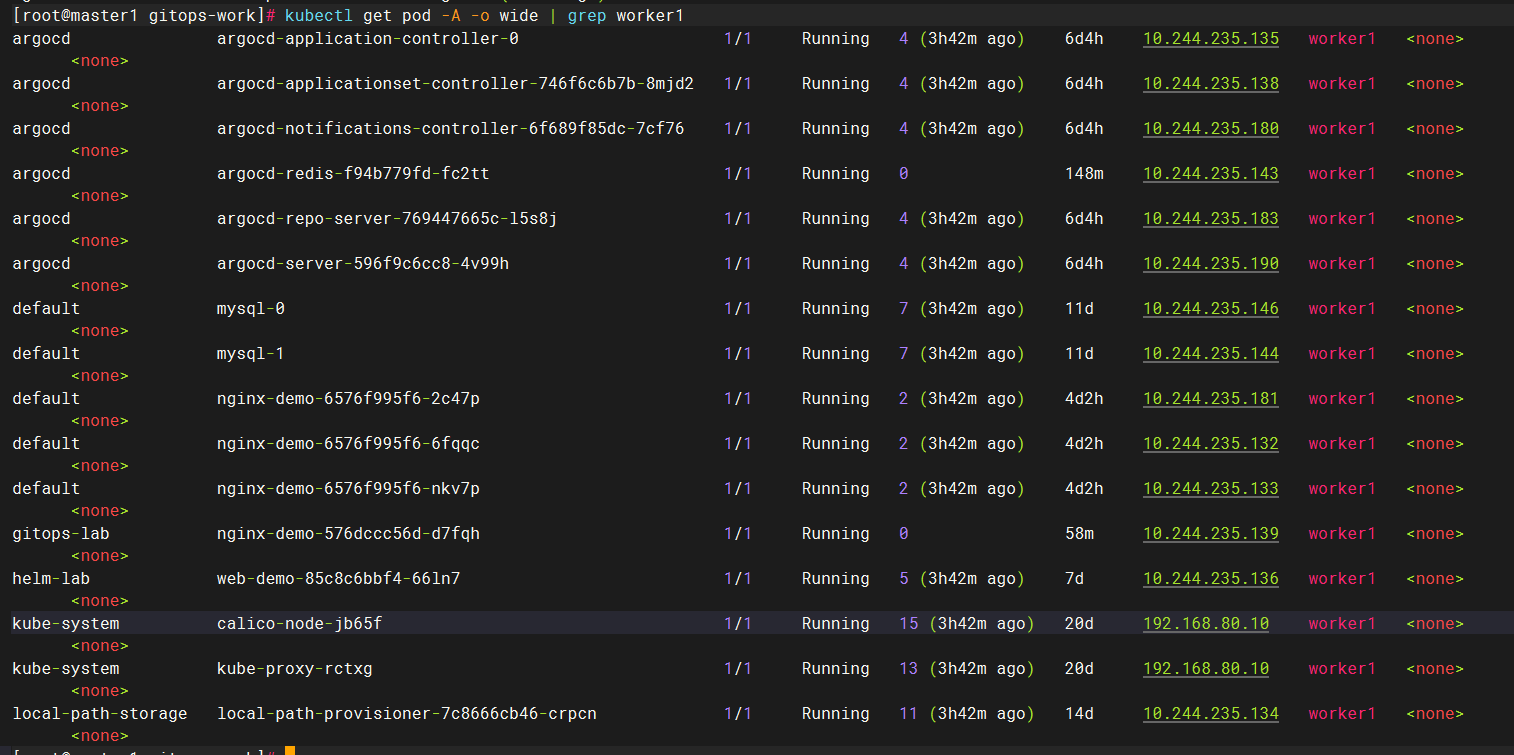 [root@master1 gitops-work]# kubectl get pod -A -o wide | grep worker1
argocd argocd-application-controller-0 1/1 Running 4 (3h42m ago) 6d4h 10.244.235.135 worker1 <none>
<none>
argocd argocd-applicationset-controller-746f6c6b7b-8mjd2 1/1 Running 4 (3h42m ago) 6d4h 10.244.235.138 worker1 <none>
<none>
argocd argocd-notifications-controller-6f689f85dc-7cf76 1/1 Running 4 (3h42m ago) 6d4h 10.244.235.180 worker1 <none>
<none>
argocd argocd-redis-f94b779fd-fc2tt 1/1 Running 0 148m 10.244.235.143 worker1 <none>
<none>
argocd argocd-repo-server-769447665c-l5s8j 1/1 Running 4 (3h42m ago) 6d4h 10.244.235.183 worker1 <none>
<none>
argocd argocd-server-596f9c6cc8-4v99h 1/1 Running 4 (3h42m ago) 6d4h 10.244.235.190 worker1 <none>
<none>
default mysql-0 1/1 Running 7 (3h42m ago) 11d 10.244.235.146 worker1 <none>
<none>
default mysql-1 1/1 Running 7 (3h42m ago) 11d 10.244.235.144 worker1 <none>
<none>
default nginx-demo-6576f995f6-2c47p 1/1 Running 2 (3h42m ago) 4d2h 10.244.235.181 worker1 <none>
<none>
default nginx-demo-6576f995f6-6fqqc 1/1 Running 2 (3h42m ago) 4d2h 10.244.235.132 worker1 <none>
<none>
default nginx-demo-6576f995f6-nkv7p 1/1 Running 2 (3h42m ago) 4d2h 10.244.235.133 worker1 <none>
<none>
gitops-lab nginx-demo-576dccc56d-d7fqh 1/1 Running 0 58m 10.244.235.139 worker1 <none>
<none>
helm-lab web-demo-85c8c6bbf4-66ln7 1/1 Running 5 (3h42m ago) 7d 10.244.235.136 worker1 <none>
<none>
kube-system calico-node-jb65f 1/1 Running 15 (3h42m ago) 20d 192.168.80.10 worker1 <none>
<none>
kube-system kube-proxy-rctxg 1/1 Running 13 (3h42m ago) 20d 192.168.80.10 worker1 <none>
<none>
local-path-storage local-path-provisioner-7c8666cb46-crpcn 1/1 Running 11 (3h42m ago) 14d 10.244.235.134 worker1 <none>
<none>